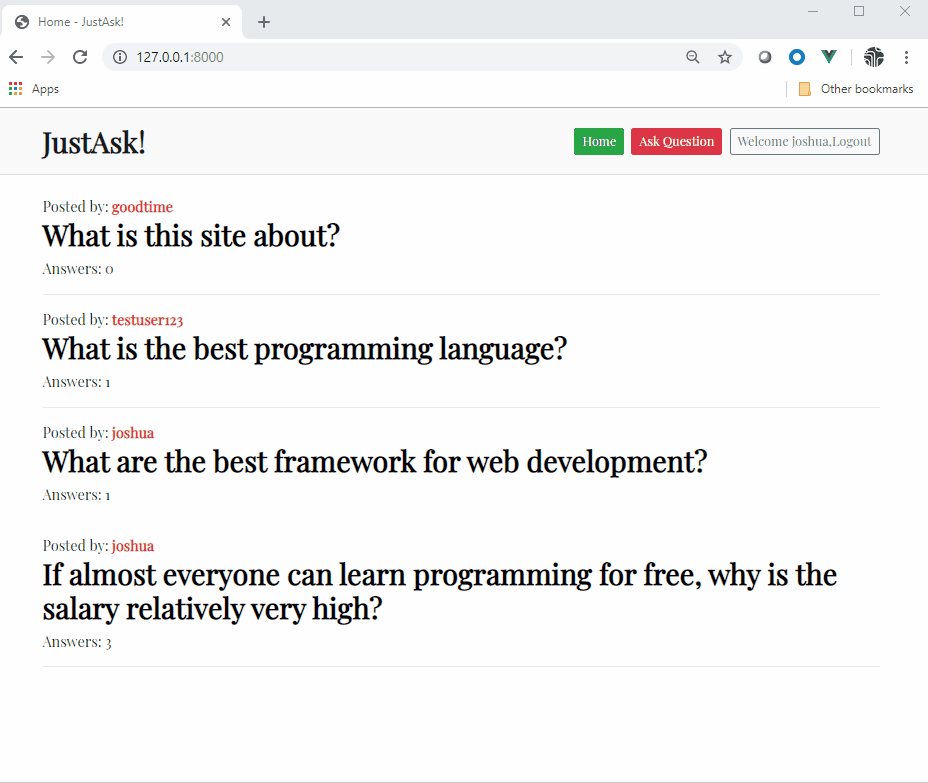 Home - JustAsk!
127.0.0.1:8000
Apps
Other bookmarks
JustAsk!
Home
Ask Question
Welcome joshua,Logout
Posted by: goodtime
What is this site about?
Answers: 0
Posted by: testuser123
What is the best programming language?
Answers: 1
Posted by: joshua
What are the best framework for web development?
Answers: 1
Posted by: joshua
If almost everyone can learn programming for free, why is the
salary relatively very high?
Answers: 3